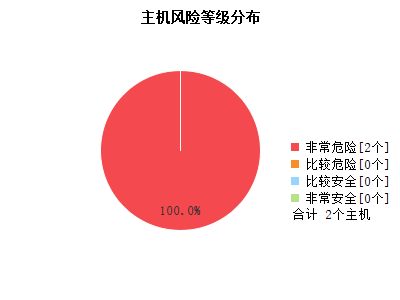 主机风险等级分布
100.0%
非常危险[2个]
比较危险[0个]
比较安全[0个]
非常安全[0个]
合计 2个主机